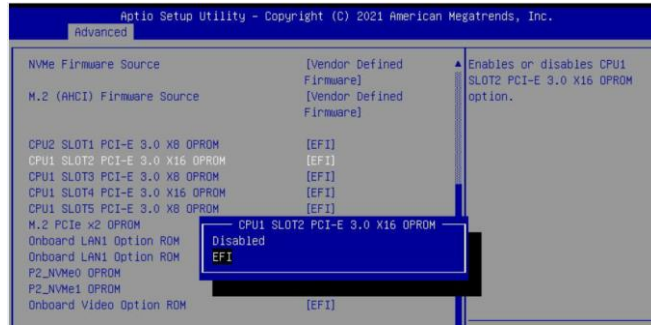 Aptio Setup Utility – Copyright (C) 2021 American Megatrends, Inc.
Advanced
NVMe Firmware Source [Vendor Defined Firmware]
M.2 (AHCI) Firmware Source [Vendor Defined Firmware]
CPU2 SLOT1 PCI-E 3.0 X8 OPROM [EFI]
CPU1 SLOT2 PCI-E 3.0 X16 OPROM [EFI]
CPU1 SLOT3 PCI-E 3.0 X8 OPROM [EFI]
CPU1 SLOT4 PCI-E 3.0 X16 OPROM [EFI]
CPU1 SLOT5 PCI-E 3.0 X8 OPROM [EFI]
M.2 PCIe x2 OPROM
Onboard LAN1 Option ROM
Onboard LAN1 Option ROM
P2_NVMe0 OPROM
P2_NVMe1 OPROM
Onboard Video Option ROM [EFI]
CPU1 SLOT2 PCI-E 3.0 X16 OPROM
Disabled
EFI
Enables or disables CPU1
SLOT2 PCI-E 3.0 X16 OPROM
option.